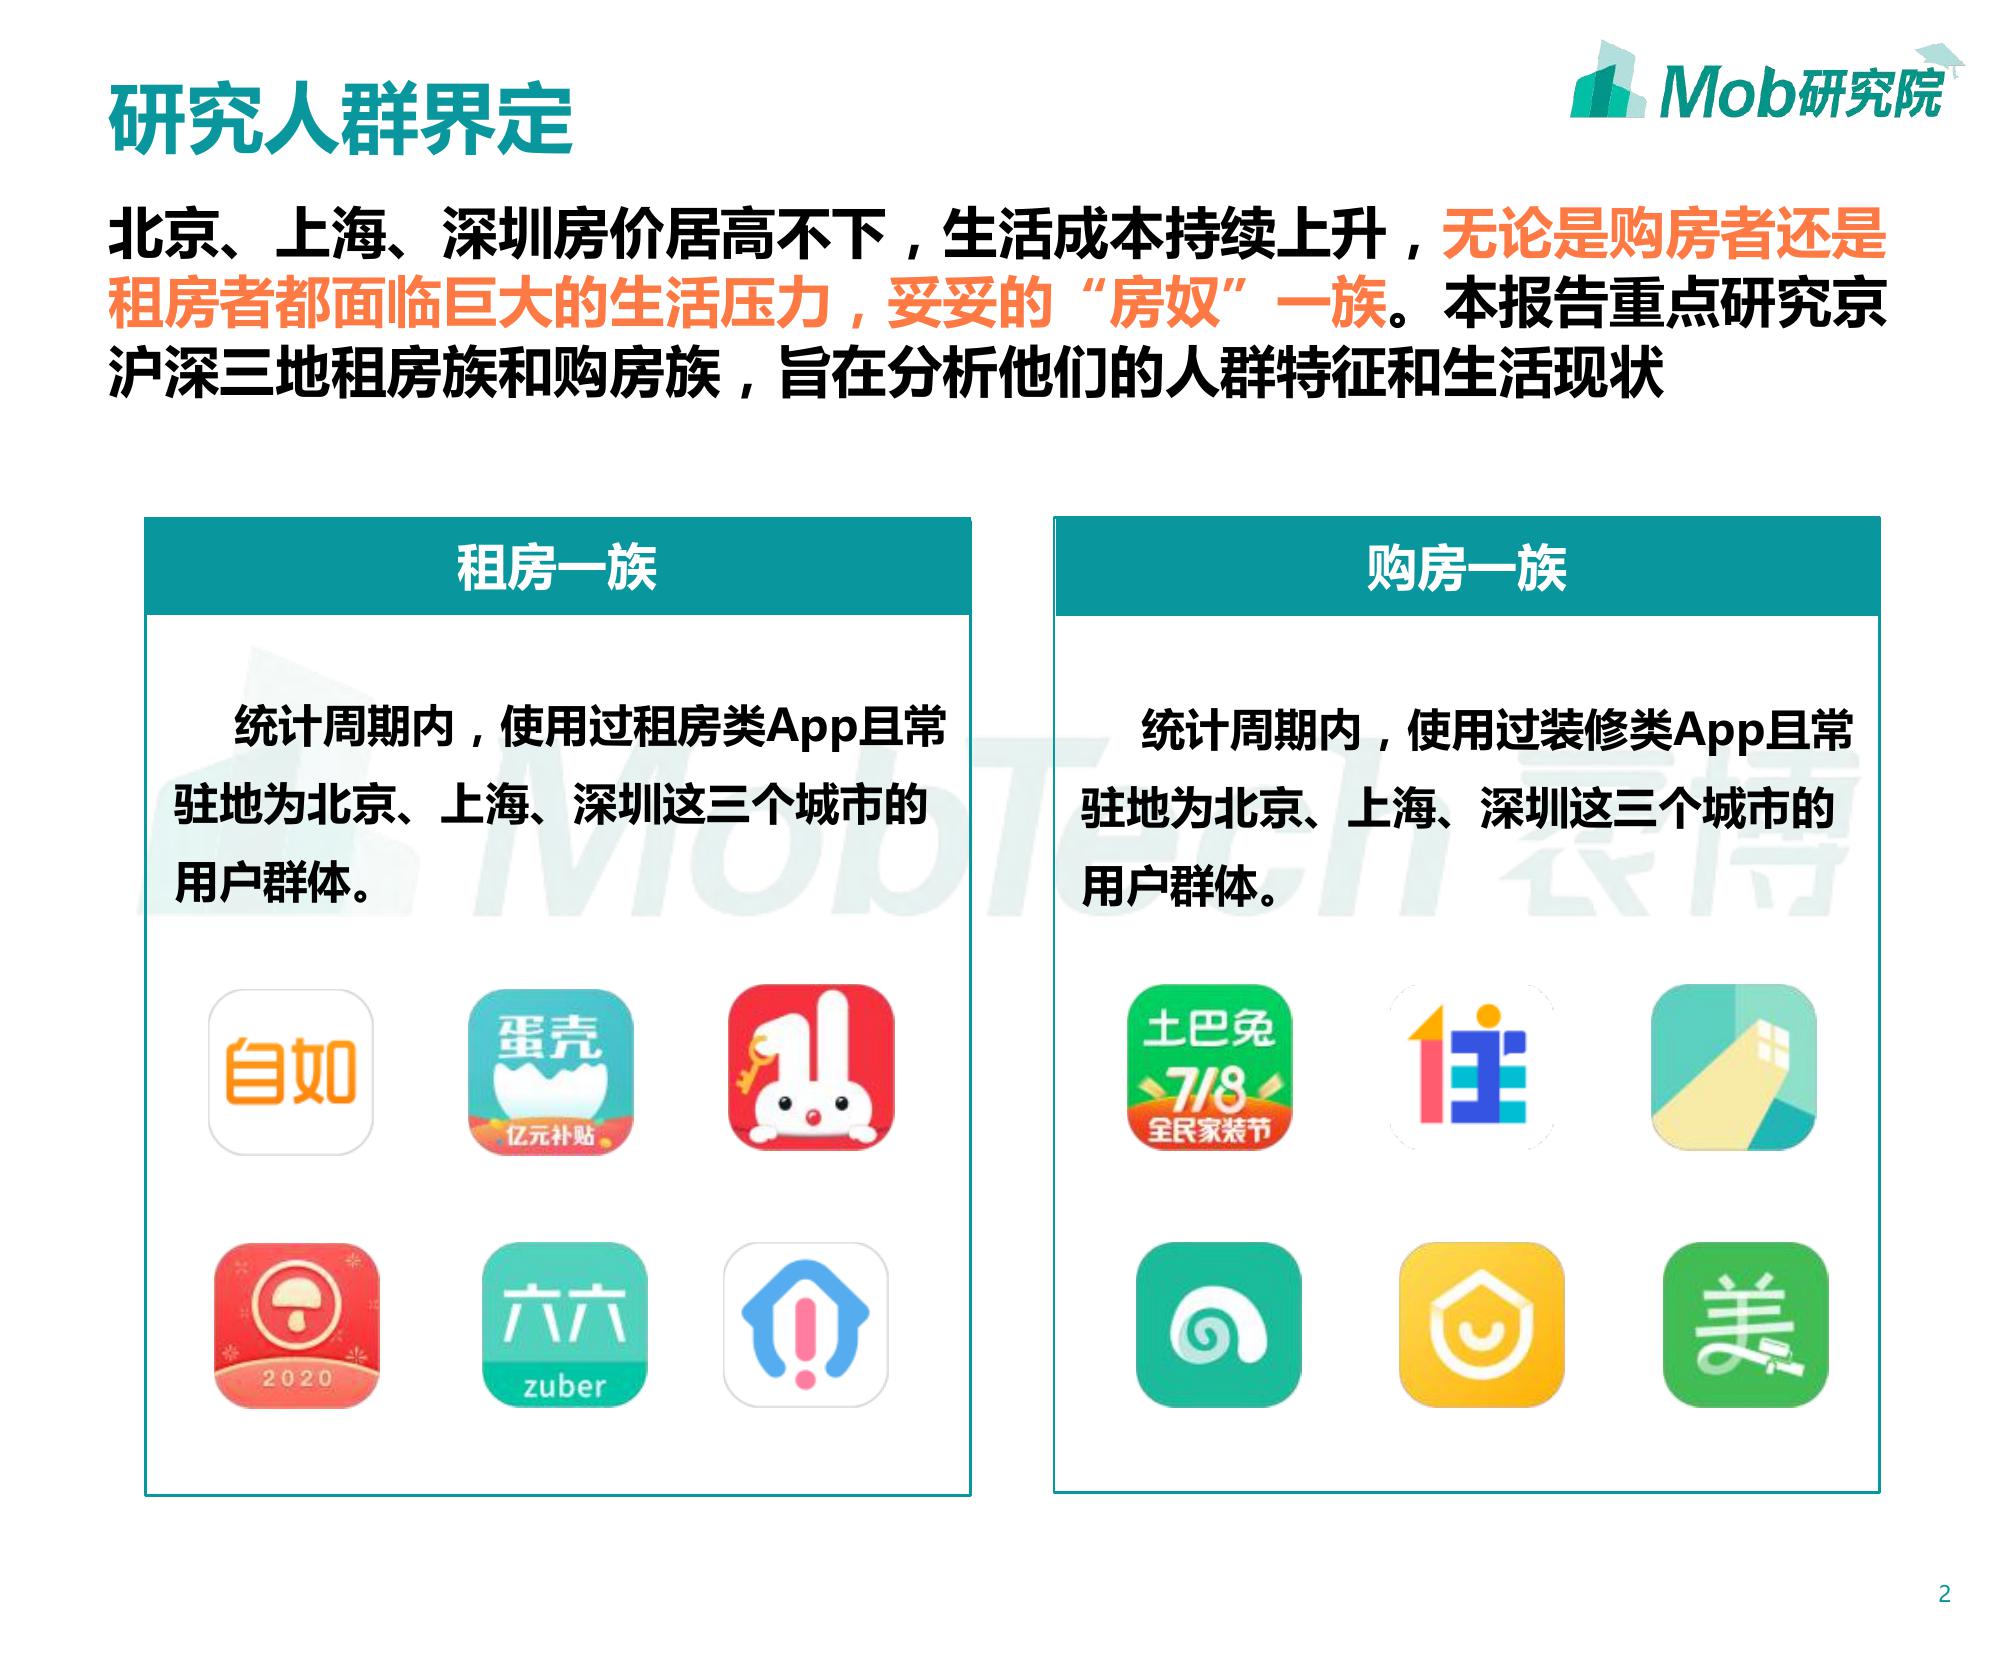 研究人群界定
Mob研究院
北京、上海、深圳房价居高不下，生活成本持续上升，无论是购房者还是
租房者都面临巨大的生活压力，妥妥的“房奴”一族。本报告重点研究京
沪深三地租房族和购房族，旨在分析他们的人群特征和生活现状
租房一族
统计周期内，使用过租房类App且常
驻地为北京、上海、深圳这三个城市的
用户群体。
自如
蛋壳
亿元补贴
2020
六六
zuber
购房一族
统计周期内，使用过装修类App且常
驻地为北京、上海、深圳这三个城市的
用户群体。
土巴兔
7/8
全民家装节
住
美
MobTech 袤博
2